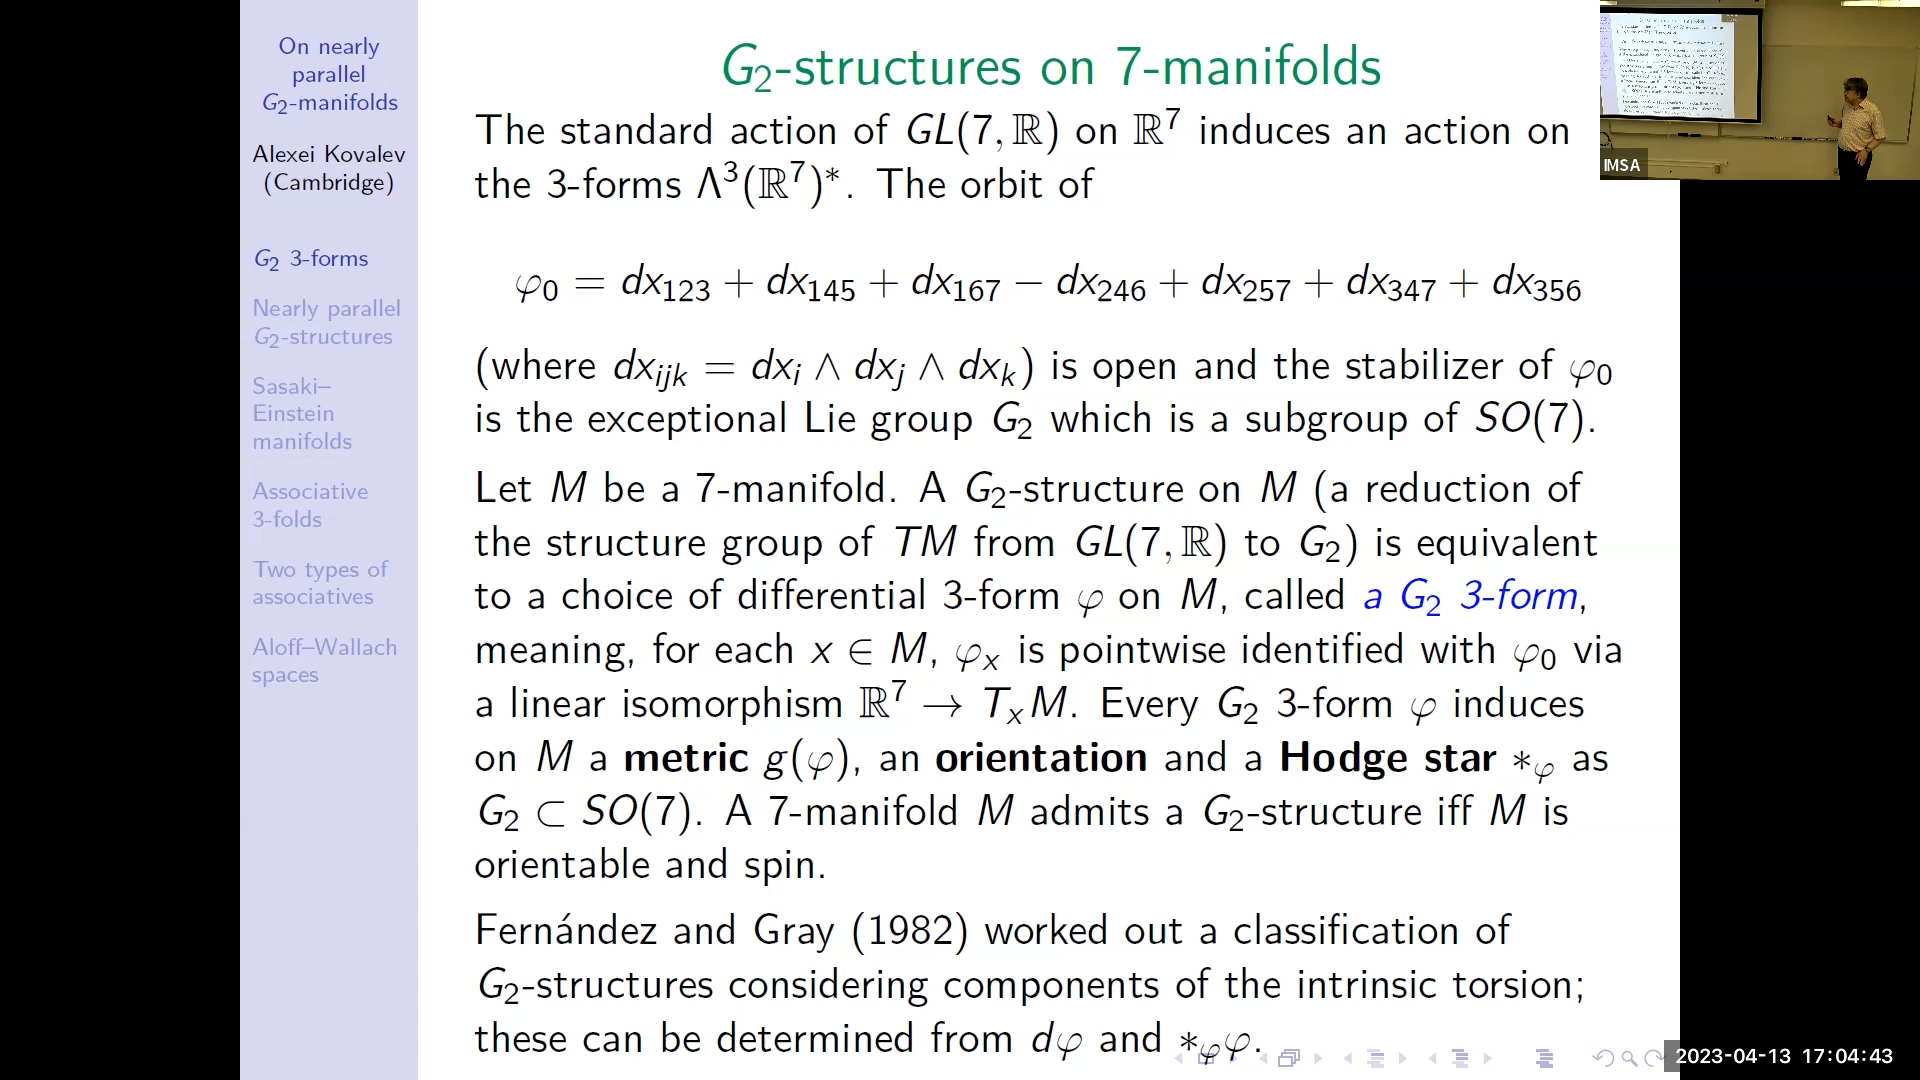 On nearly
parallel
G₂-manifolds
Alexei Kovalev
(Cambridge)
G₂ 3-forms
Nearly parallel
G₂-structures
Sasaki–
Einstein
manifolds
Associative
3-folds
Two types of
associatives
Aloff–Wallach
spaces
G₂-structures on 7-manifolds
The standard action of GL(7, ℝ) on ℝ⁷ induces an action on
the 3-forms Λ³(ℝ⁷)*. The orbit of
φ₀ = dx₁₂₃ + dx₁₄₅ + dx₁₆₇ − dx₂₄₆ + dx₂₅₇ + dx₃₄₇ + dx₃₅₆
(where dxᵢⱼₖ = dxᵢ ∧ dxⱼ ∧ dxₖ) is open and the stabilizer of φ₀
is the exceptional Lie group G₂ which is a subgroup of SO(7).
Let M be a 7-manifold. A G₂-structure on M (a reduction of
the structure group of TM from GL(7, ℝ) to G₂) is equivalent
to a choice of differential 3-form φ on M, called a G₂ 3-form,
meaning, for each x ∈ M, φₓ is pointwise identified with φ₀ via
a linear isomorphism ℝ⁷ → TₓM. Every G₂ 3-form φ induces
on M a metric g(φ), an orientation and a Hodge star *ᵩ as
G₂ ⊂ SO(7). A 7-manifold M admits a G₂-structure iff M is
orientable and spin.
Fernández and Gray (1982) worked out a classification of
G₂-structures considering components of the intrinsic torsion;
these can be determined from dφ and *ᵩφ.
IMSA
2023-04-13 17:04:43